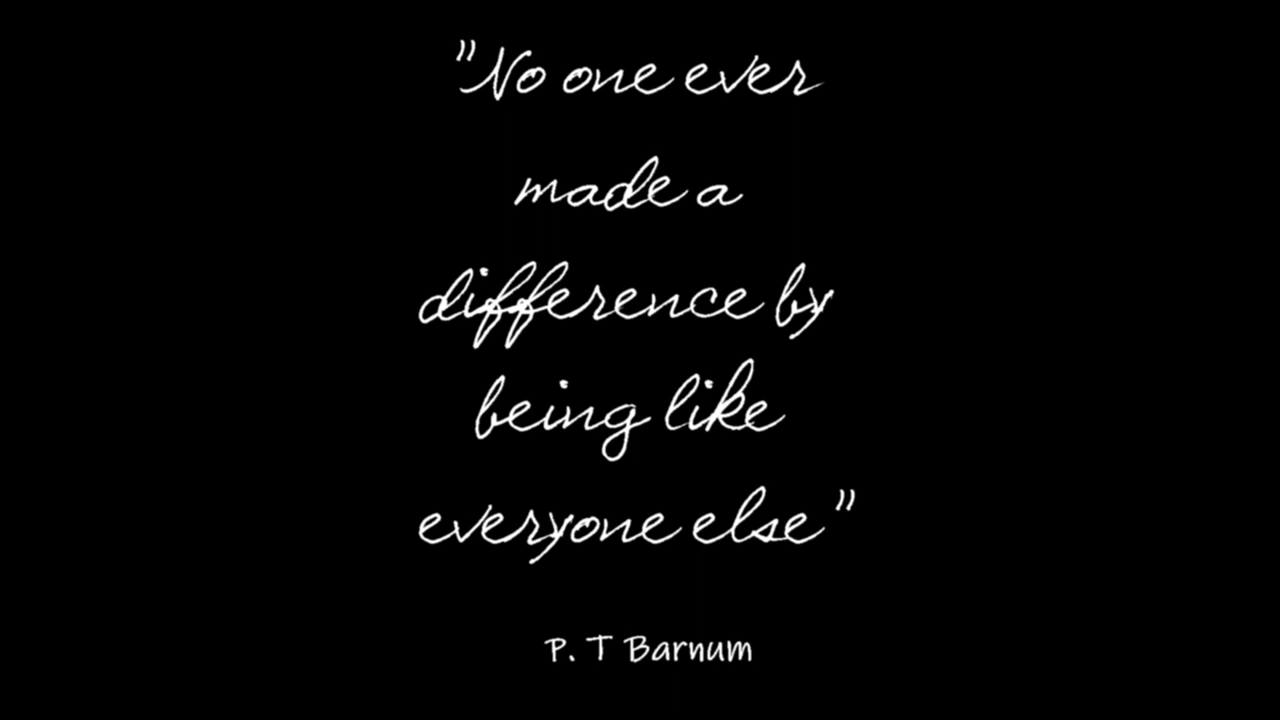 "No one ever
made a
difference by
being like
everyone else"
P. T Barnum